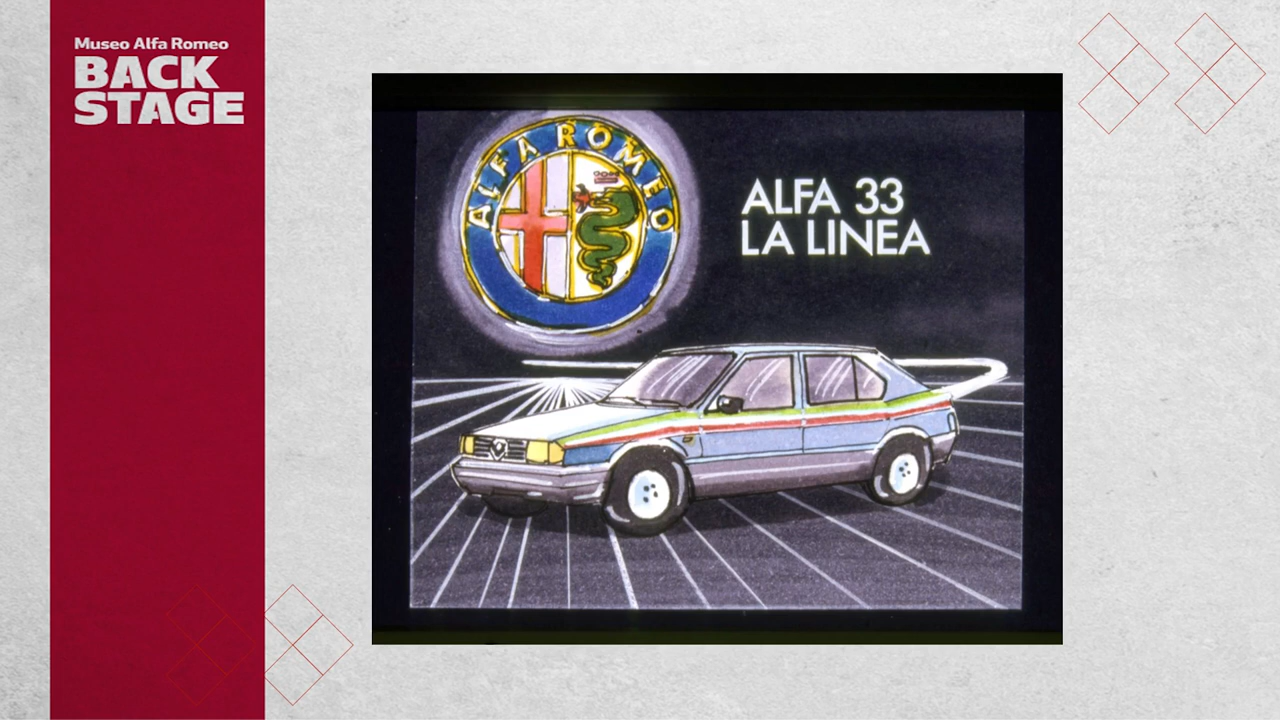 Museo Alfa Romeo
BACK
STAGE
ALFA ROMEO
ALFA 33
LA LINEA